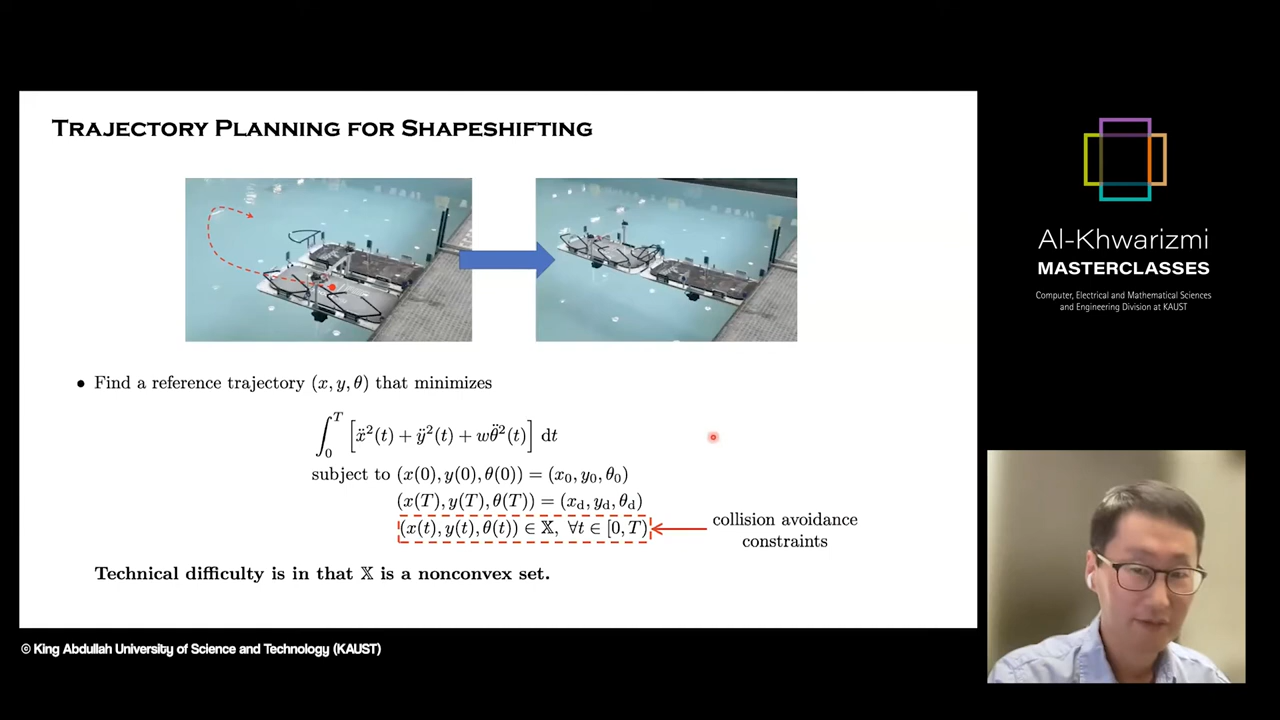 TRAJECTORY PLANNING FOR SHAPESHIFTING
• Find a reference trajectory (x, y, θ) that minimizes
∫₀ᵀ [ẍ²(t) + ÿ²(t) + wθ̈²(t)] dt
subject to (x(0), y(0), θ(0)) = (x₀, y₀, θ₀)
(x(T), y(T), θ(T)) = (x_d, y_d, θ_d)
(x(t), y(t), θ(t)) ∈ 𝕏, ∀t ∈ [0, T)
collision avoidance
constraints
Technical difficulty is in that 𝕏 is a nonconvex set.
© King Abdullah University of Science and Technology (KAUST)
Al-Khwarizmi
MASTERCLASSES
Computer, Electrical and Mathematical Sciences
and Engineering Division at KAUST